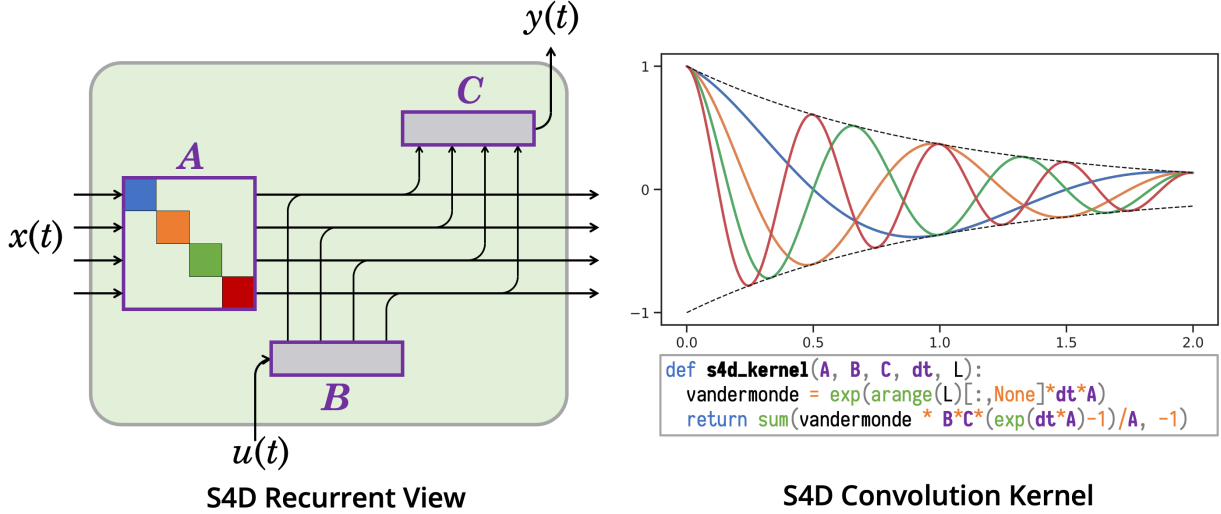 y(t)
C
A
x(t)
B
u(t)
S4D Recurrent View
1
0
−1
0.0 0.5 1.0 1.5 2.0
def s4d_kernel(A, B, C, dt, L):
  vandermonde = exp(arange(L)[:,None]*dt*A)
  return sum(vandermonde * B*C*(exp(dt*A)-1)/A, -1)
S4D Convolution Kernel